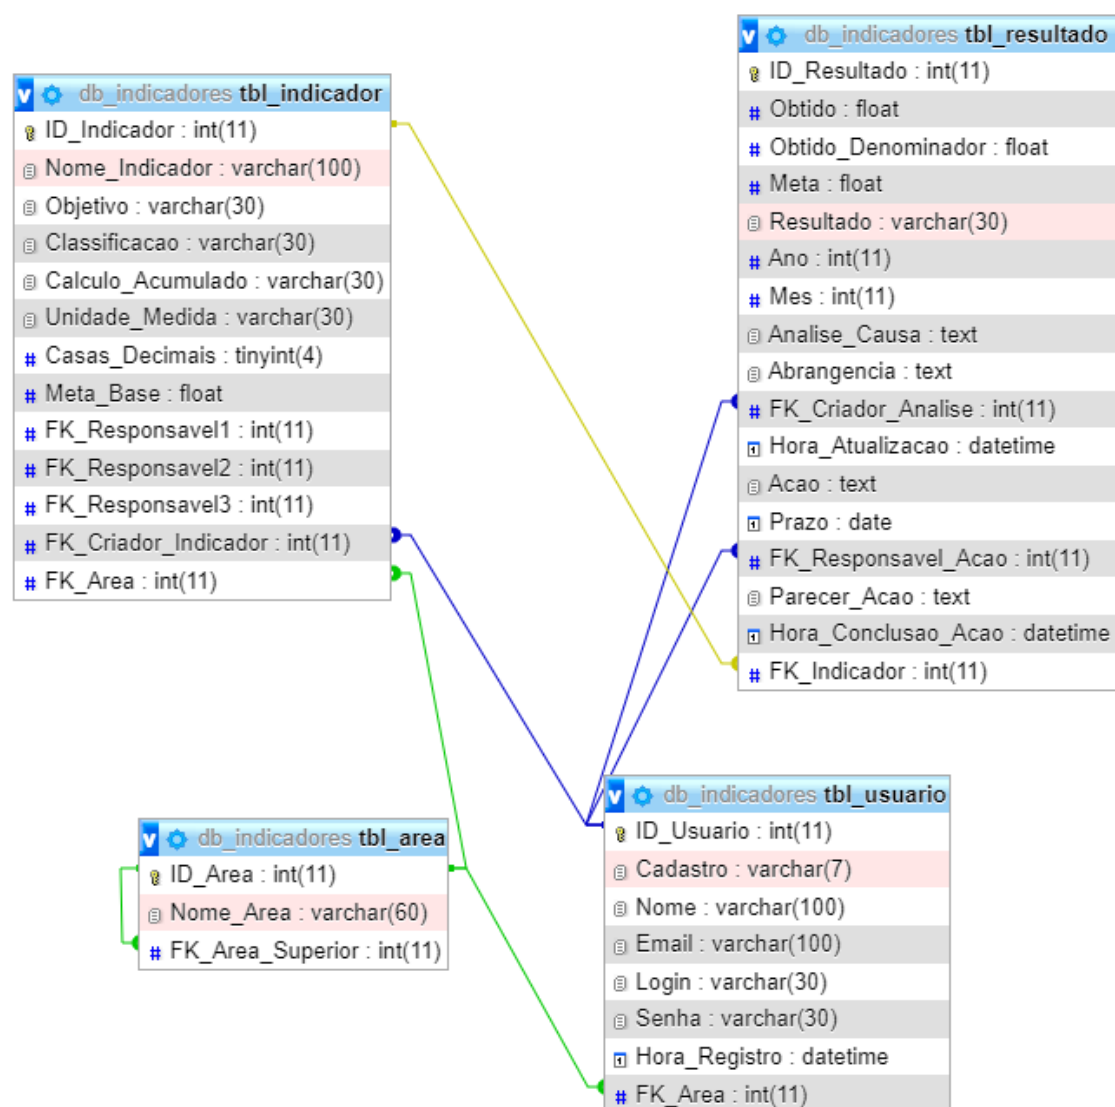 db_indicadores tbl_indicador
ID_Indicador : int(11)
Nome_Indicador : varchar(100)
Objetivo : varchar(30)
Classificacao : varchar(30)
Calculo_Acumulado : varchar(30)
Unidade_Medida : varchar(30)
# Casas_Decimais : tinyint(4)
# Meta_Base : float
# FK_Responsavel1 : int(11)
# FK_Responsavel2 : int(11)
# FK_Responsavel3 : int(11)
# FK_Criador_Indicador : int(11)
# FK_Area : int(11)
db_indicadores tbl_resultado
ID_Resultado : int(11)
# Obtido : float
# Obtido_Denominador : float
# Meta : float
Resultado : varchar(30)
# Ano : int(11)
# Mes : int(11)
Analise_Causa : text
Abrangencia : text
# FK_Criador_Analise : int(11)
Hora_Atualizacao : datetime
Acao : text
Prazo : date
# FK_Responsavel_Acao : int(11)
Parecer_Acao : text
Hora_Conclusao_Acao : datetime
# FK_Indicador : int(11)
db_indicadores tbl_area
ID_Area : int(11)
Nome_Area : varchar(60)
# FK_Area_Superior : int(11)
db_indicadores tbl_usuario
ID_Usuario : int(11)
Cadastro : varchar(7)
Nome : varchar(100)
Email : varchar(100)
Login : varchar(30)
Senha : varchar(30)
Hora_Registro : datetime
# FK_Area : int(11)